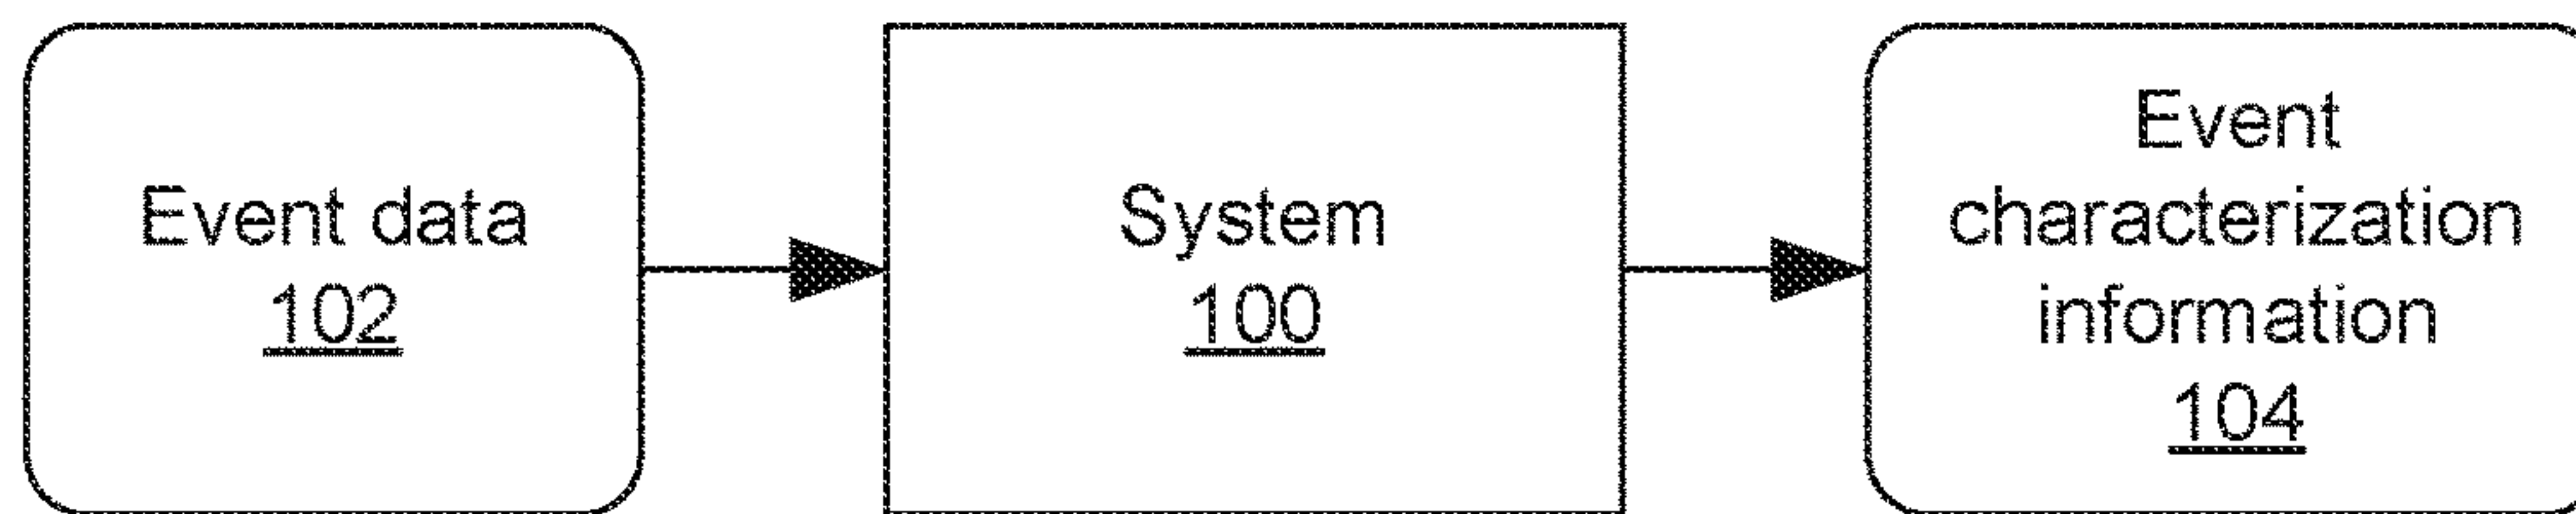 Event data
102
System
100
Event
characterization
information
104